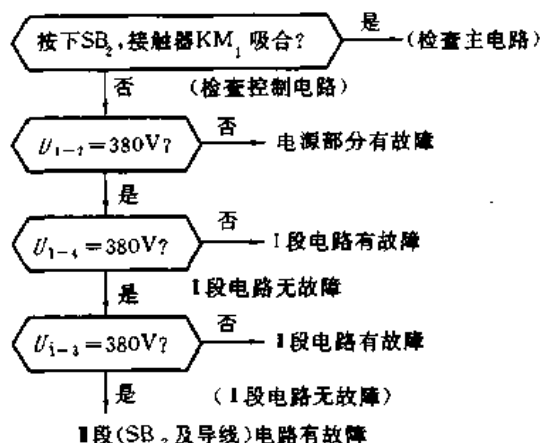 按下SB₂,接触器KM₁吸合?
是
(检查主电路)
否
(检查控制电路)
U₁₋₂=380V?
否
电源部分有故障
是
U₁₋₄=380V?
否
I段电路有故障
是
I段电路无故障
U₁₋₃=380V?
否
段电路有故障
是
(段电路无故障)
段(SB₂及导线)电路有故障